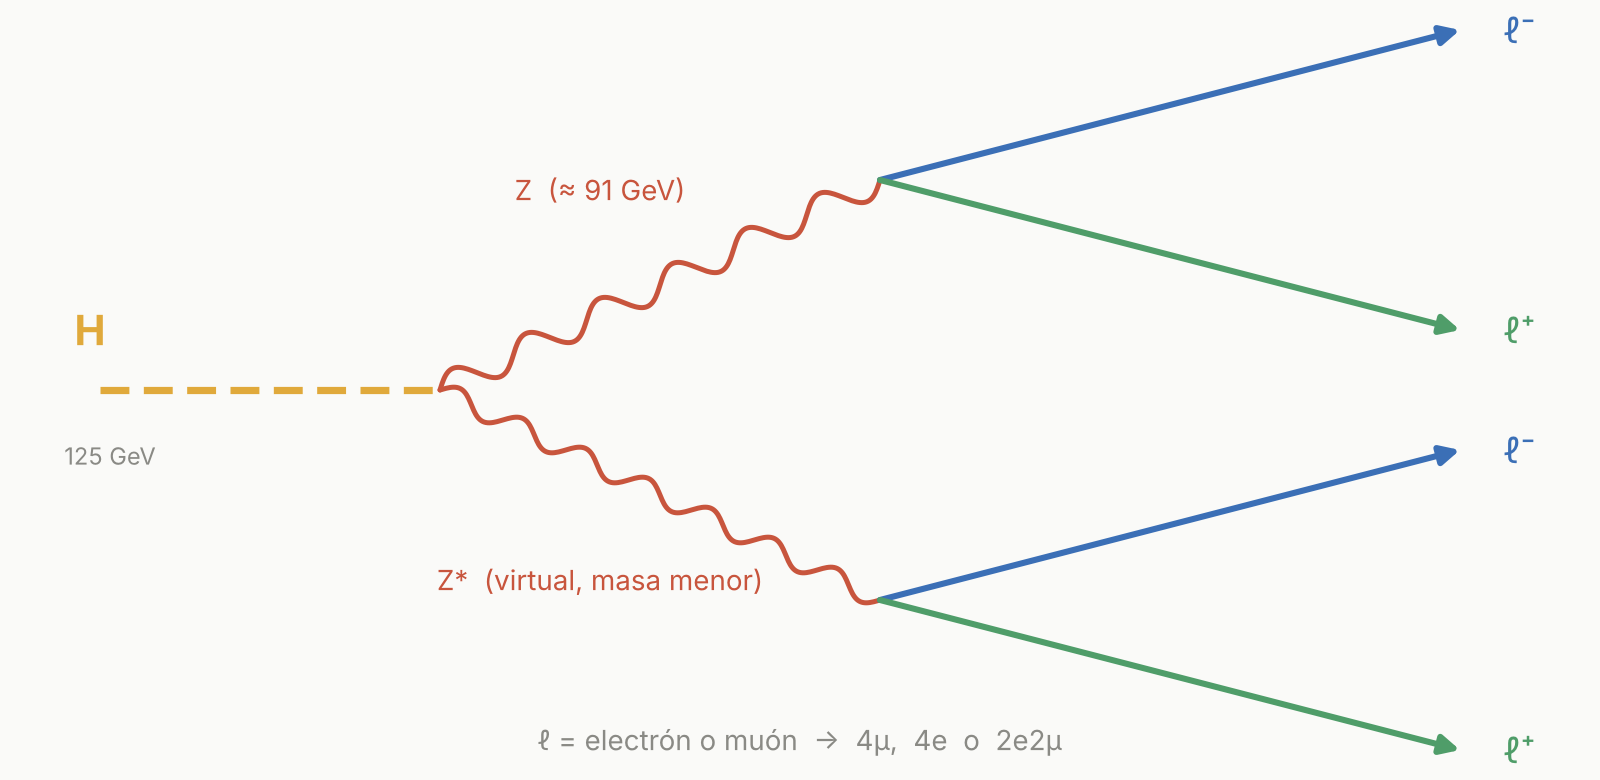 ℓ⁻
Z (≈ 91 GeV)
H
ℓ⁺
125 GeV
ℓ⁻
Z* (virtual, masa menor)
ℓ = electrón o muón → 4μ, 4e o 2e2μ
ℓ⁺